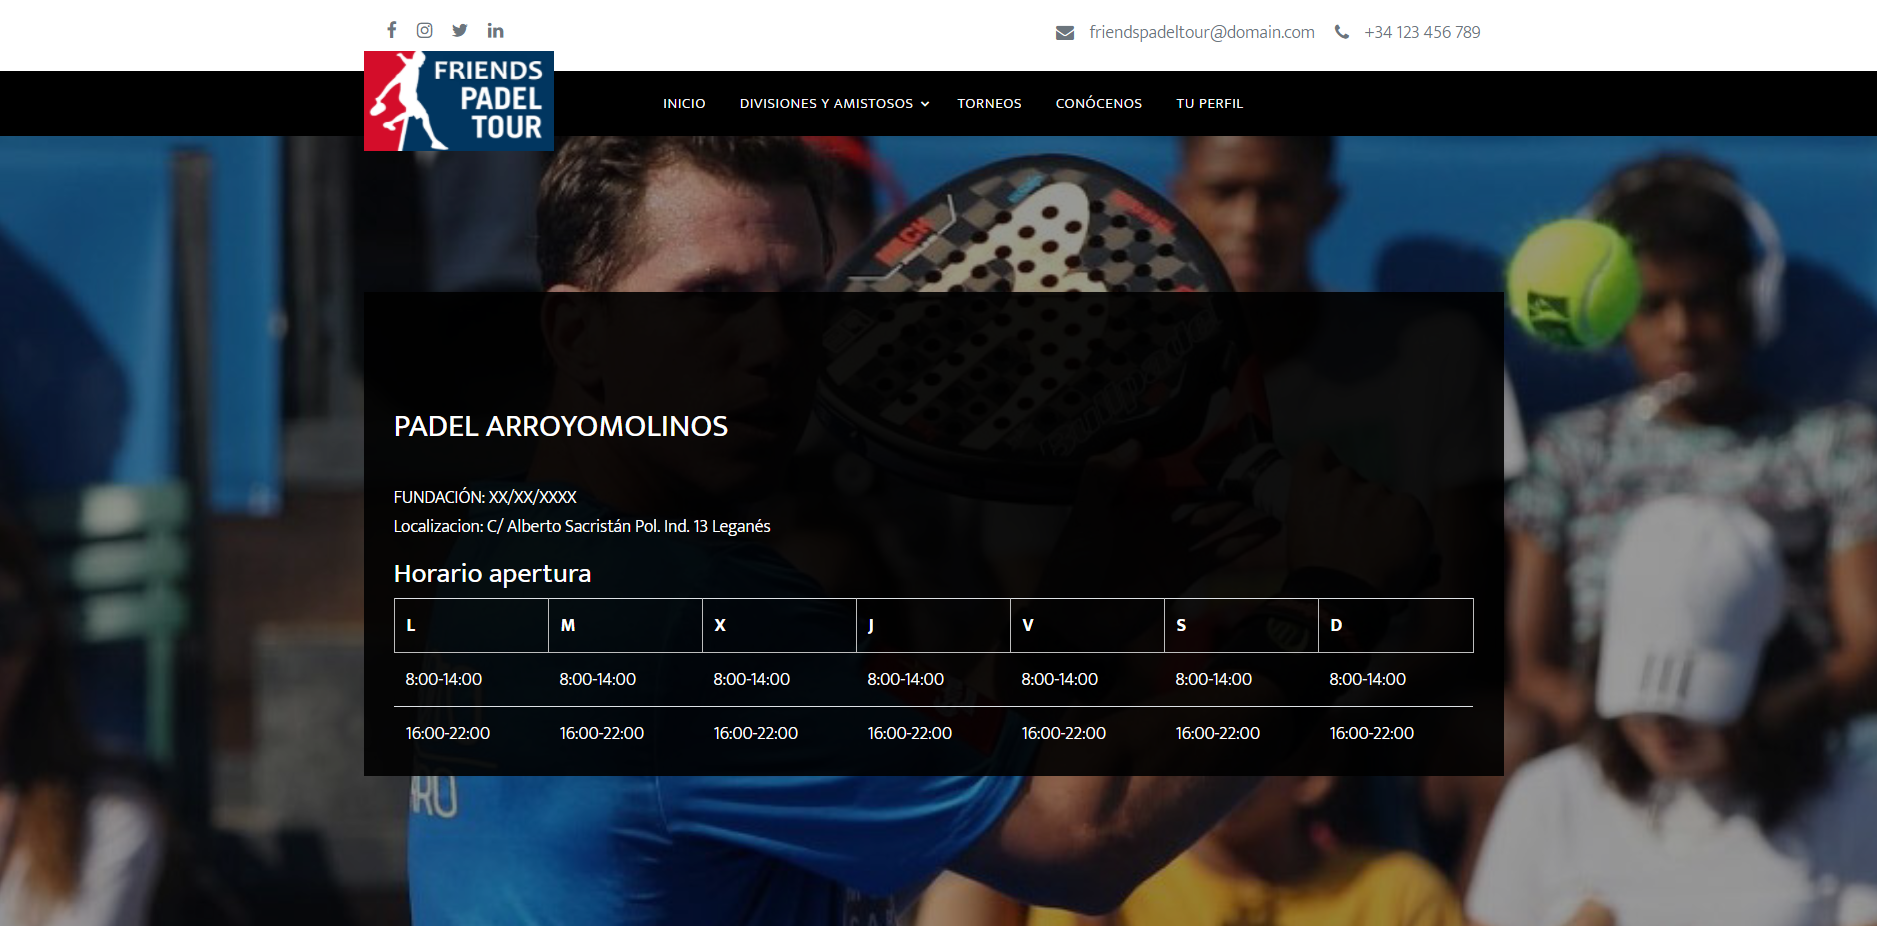 friendspadeltour@domain.com +34 123 456 789
FRIENDS
PADEL
TOUR
INICIO DIVISIONES Y AMISTOSOS TORNEOS CONÓCENOS TU PERFIL
PADEL ARROYOMOLINOS
FUNDACIÓN: XX/XX/XXXX
Localizacion: C/ Alberto Sacristán Pol. Ind. 13 Leganés
Horario apertura
L M X J V S D
8:00-14:00 8:00-14:00 8:00-14:00 8:00-14:00 8:00-14:00 8:00-14:00 8:00-14:00
16:00-22:00 16:00-22:00 16:00-22:00 16:00-22:00 16:00-22:00 16:00-22:00 16:00-22:00